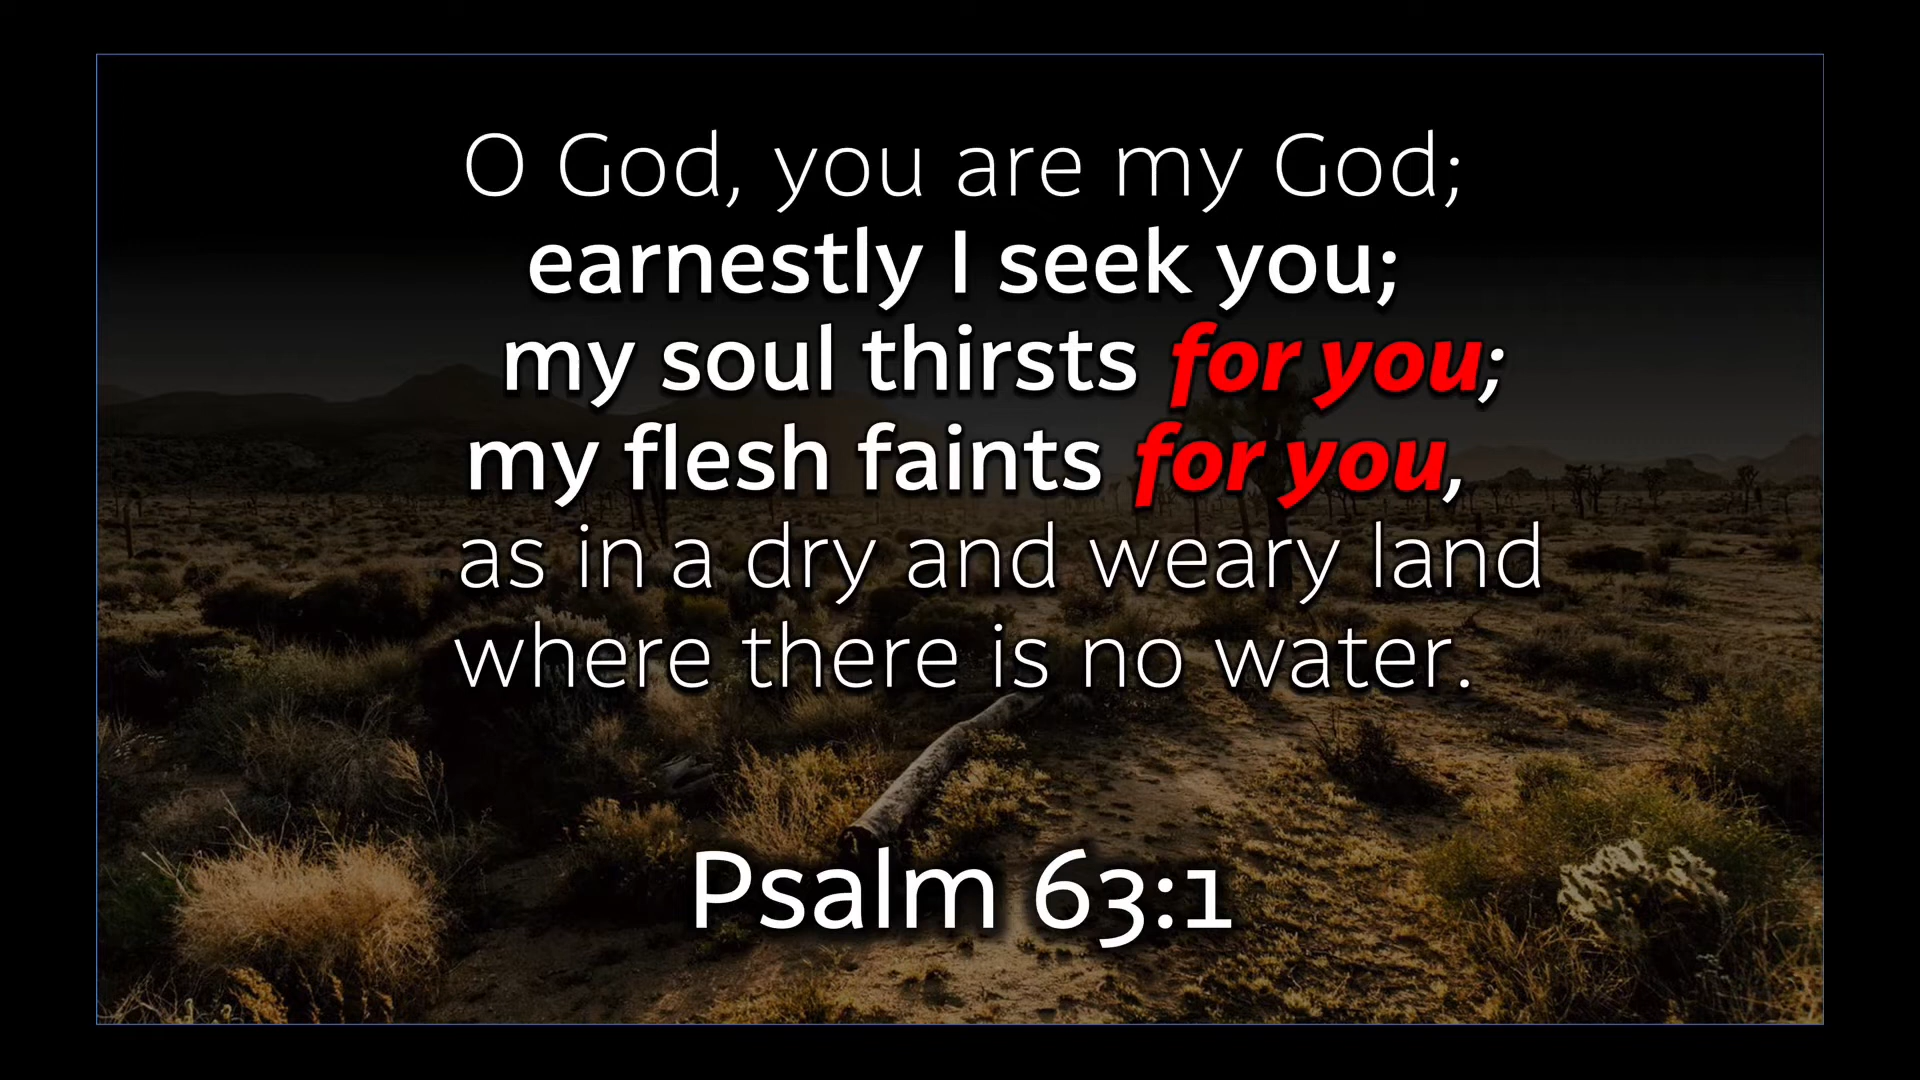 O God, you are my God;
earnestly I seek you;
my soul thirsts for you;
my flesh faints for you,
as in a dry and weary land
where there is no water.
Psalm 63:1